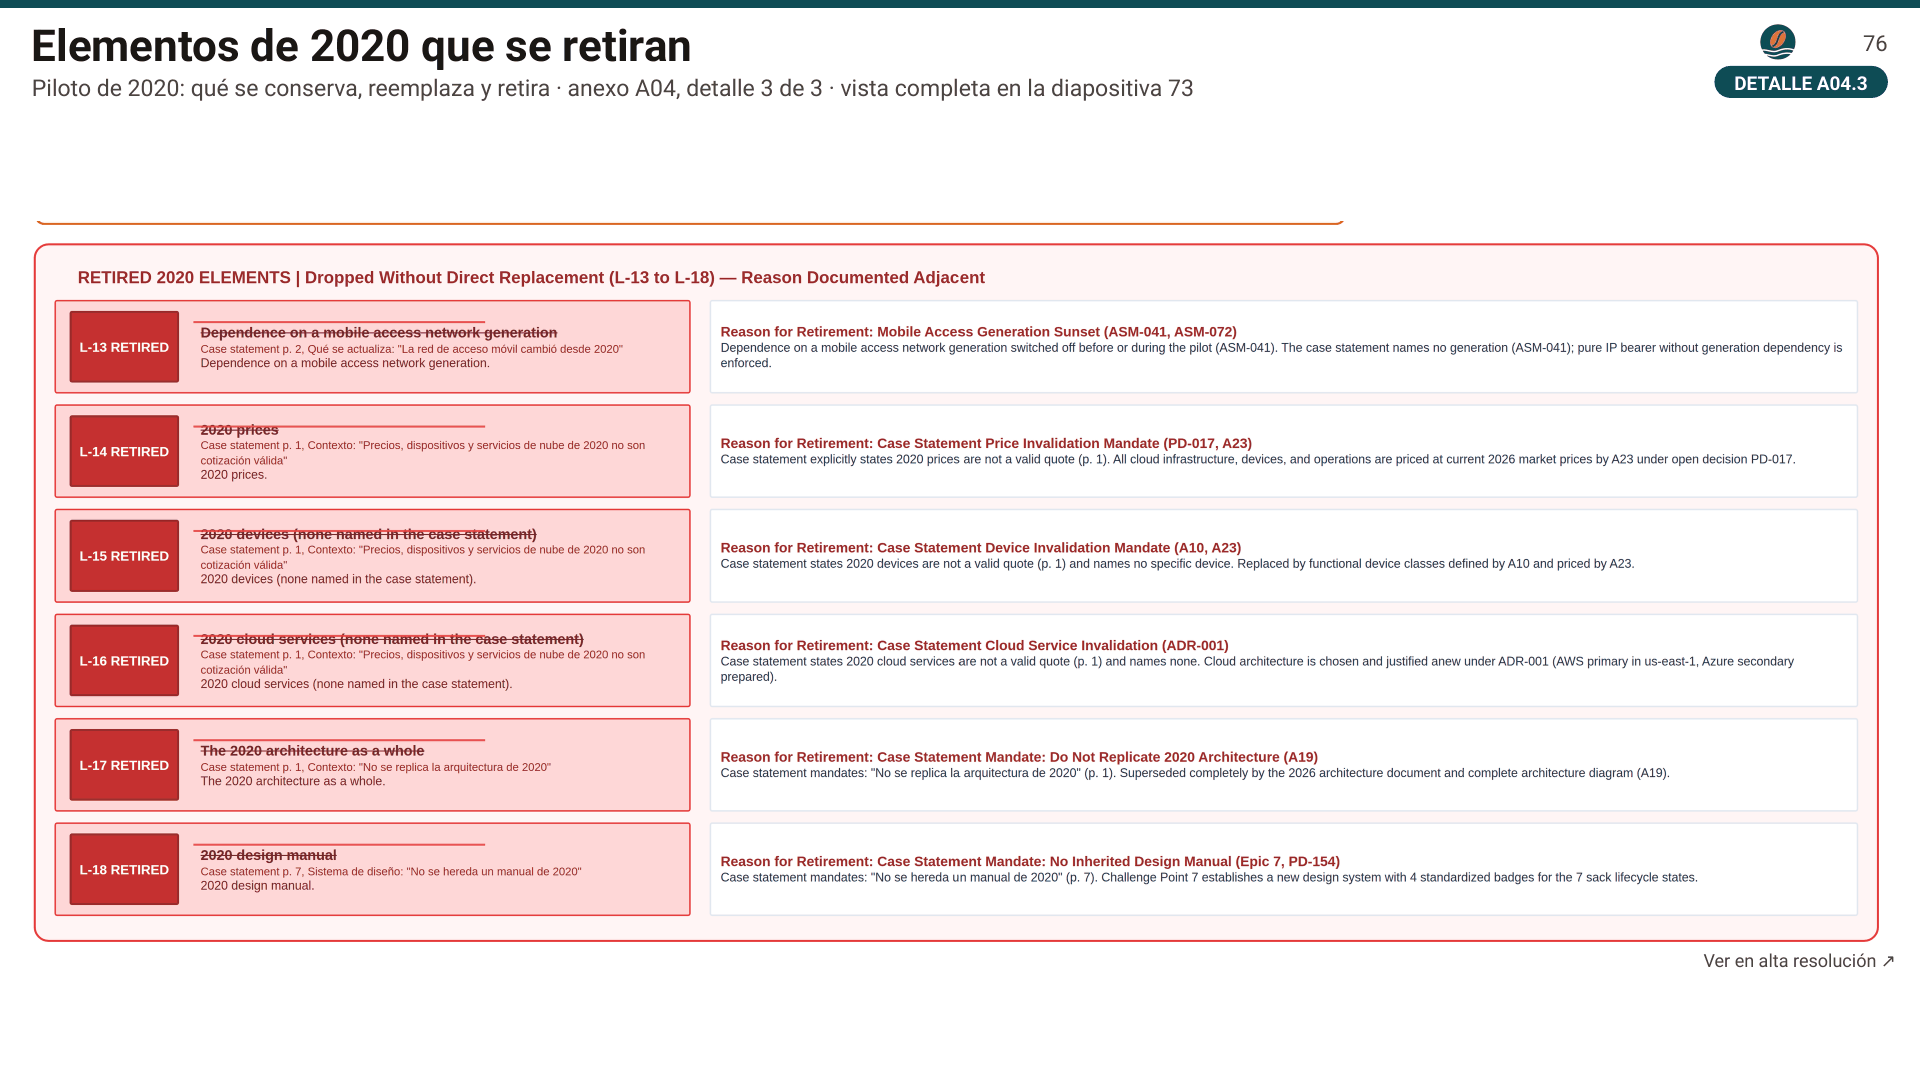 Elementos de 2020 que se retiran
76
Piloto de 2020: qué se conserva, reemplaza y retira · anexo A04, detalle 3 de 3 · vista completa en la diapositiva 73
DETALLE A04.3
RETIRED 2020 ELEMENTS | Dropped Without Direct Replacement (L-13 to L-18) — Reason Documented Adjacent
L-13 RETIRED
Dependence on a mobile access network generation
Case statement p. 2, Qué se actualiza: "La red de acceso móvil cambió desde 2020"
Dependence on a mobile access network generation.
Reason for Retirement: Mobile Access Generation Sunset (ASM-041, ASM-072)
Dependence on a mobile access network generation switched off before or during the pilot (ASM-041). The case statement names no generation (ASM-041); pure IP bearer without generation dependency is
enforced.
L-14 RETIRED
2020 prices
Case statement p. 1, Contexto: "Precios, dispositivos y servicios de nube de 2020 no son
cotización válida"
2020 prices.
Reason for Retirement: Case Statement Price Invalidation Mandate (PD-017, A23)
Case statement explicitly states 2020 prices are not a valid quote (p. 1). All cloud infrastructure, devices, and operations are priced at current 2026 market prices by A23 under open decision PD-017.
L-15 RETIRED
2020 devices (none named in the case statement)
Case statement p. 1, Contexto: "Precios, dispositivos y servicios de nube de 2020 no son
cotización válida"
2020 devices (none named in the case statement).
Reason for Retirement: Case Statement Device Invalidation Mandate (A10, A23)
Case statement states 2020 devices are not a valid quote (p. 1) and names no specific device. Replaced by functional device classes defined by A10 and priced by A23.
L-16 RETIRED
2020 cloud services (none named in the case statement)
Case statement p. 1, Contexto: "Precios, dispositivos y servicios de nube de 2020 no son
cotización válida"
2020 cloud services (none named in the case statement).
Reason for Retirement: Case Statement Cloud Service Invalidation (ADR-001)
Case statement states 2020 cloud services are not a valid quote (p. 1) and names none. Cloud architecture is chosen and justified anew under ADR-001 (AWS primary in us-east-1, Azure secondary
prepared).
L-17 RETIRED
The 2020 architecture as a whole
Case statement p. 1, Contexto: "No se replica la arquitectura de 2020"
The 2020 architecture as a whole.
Reason for Retirement: Case Statement Mandate: Do Not Replicate 2020 Architecture (A19)
Case statement mandates: "No se replica la arquitectura de 2020" (p. 1). Superseded completely by the 2026 architecture document and complete architecture diagram (A19).
L-18 RETIRED
2020 design manual
Case statement p. 7, Sistema de diseño: "No se hereda un manual de 2020"
2020 design manual.
Reason for Retirement: Case Statement Mandate: No Inherited Design Manual (Epic 7, PD-154)
Case statement mandates: "No se hereda un manual de 2020" (p. 7). Challenge Point 7 establishes a new design system with 4 standardized badges for the 7 sack lifecycle states.
Ver en alta resolución ↗